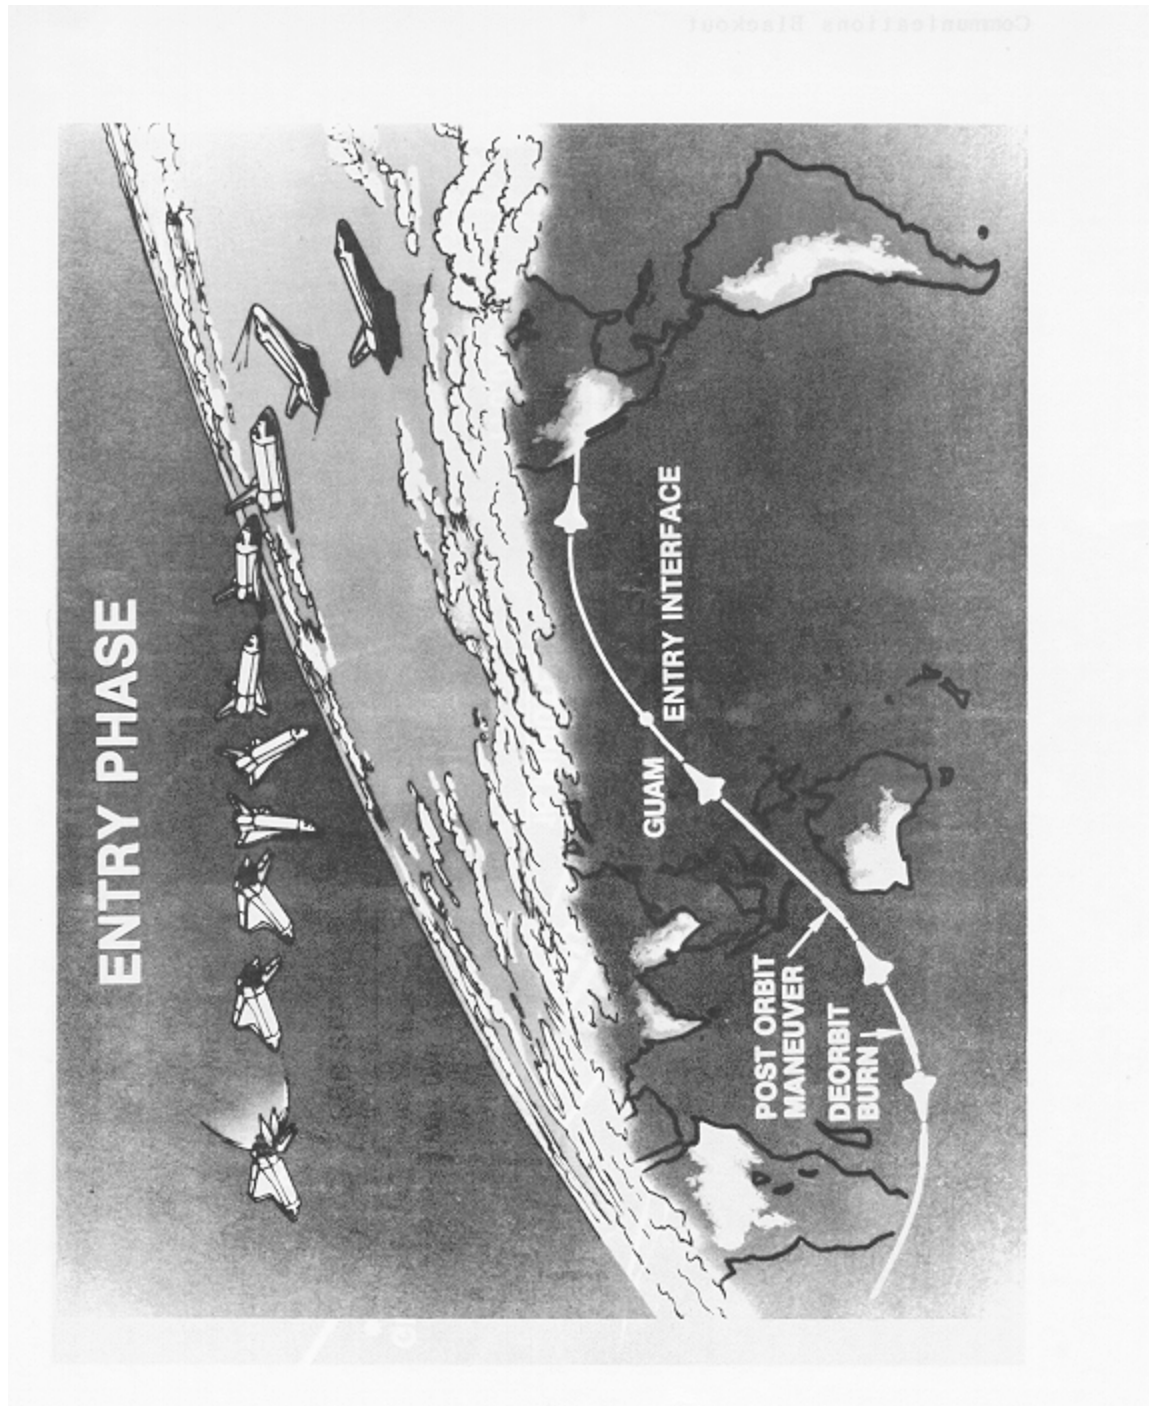 Communications Blackout
ENTRY PHASE
GUAM
ENTRY INTERFACE
POST ORBIT
MANEUVER
DEORBIT
BURN